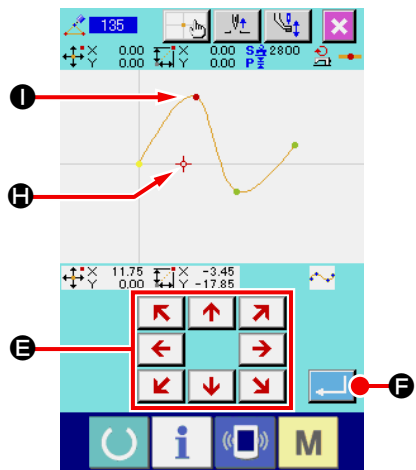 135
X 0.00 X 0.00 S 2800
Y 0.00 Y 0.00 P
I
H
X 11.75 X -3.45
Y 0.00 Y -17.85
E
F
i M